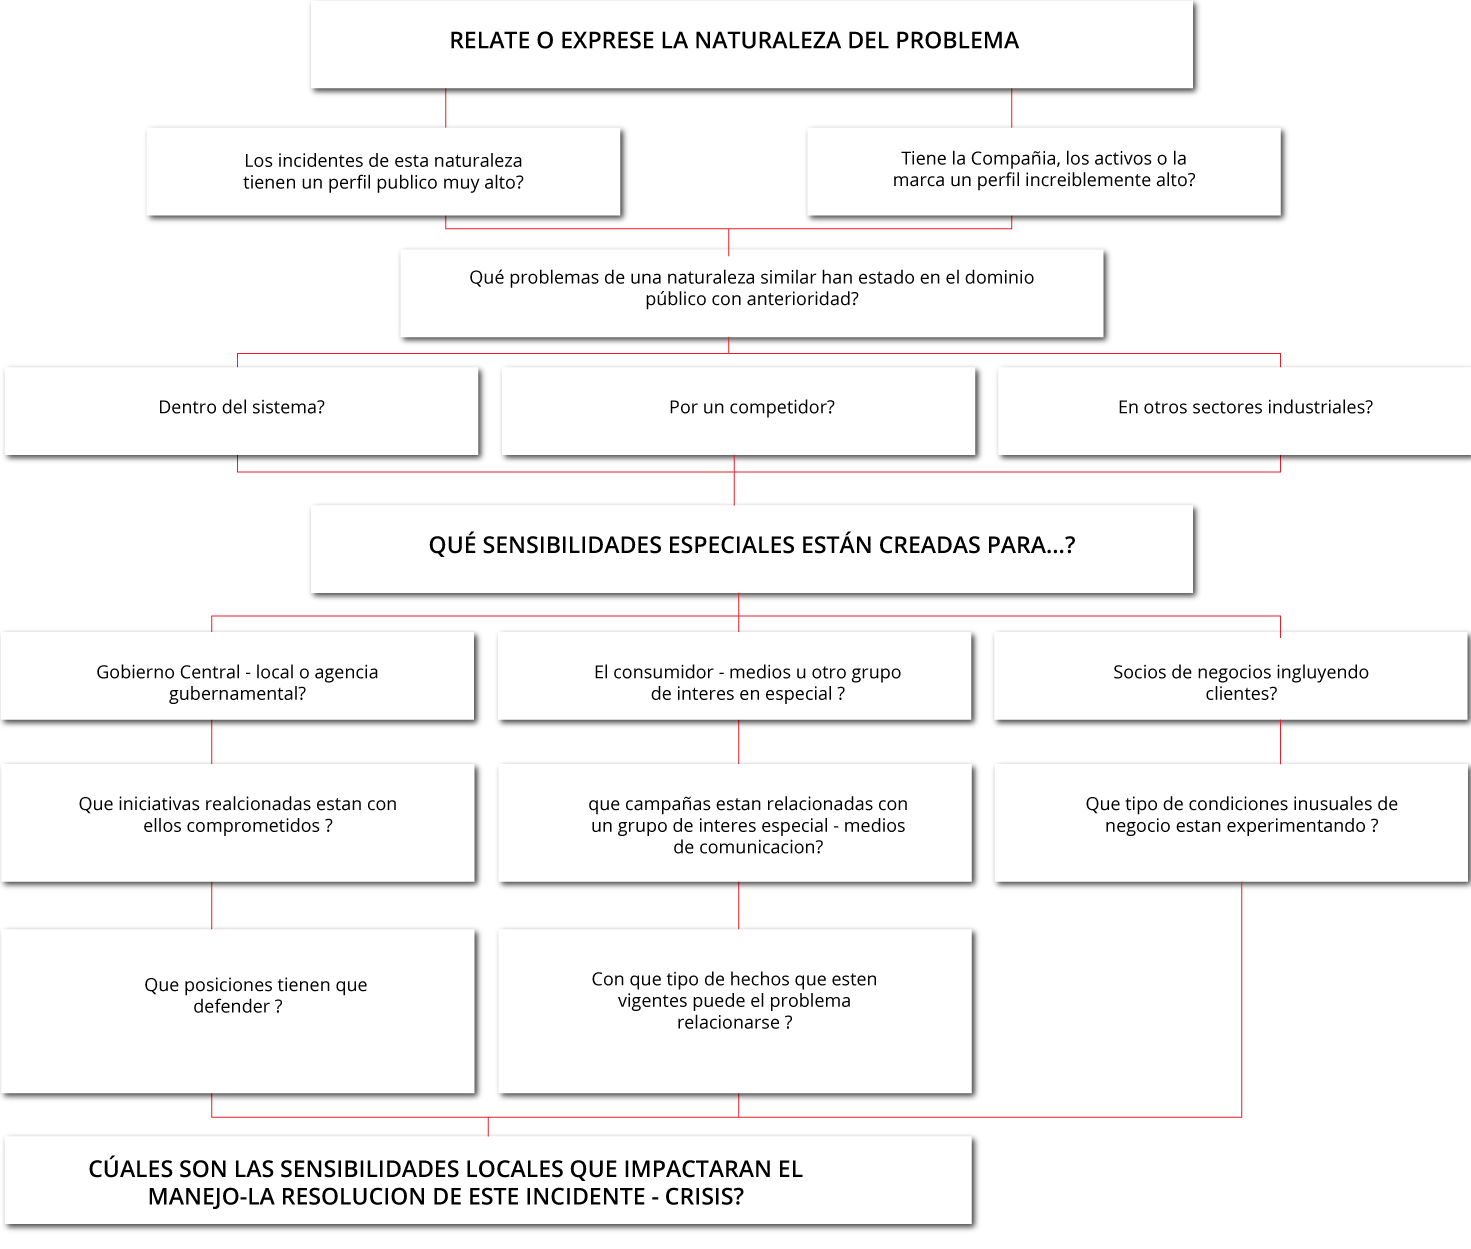 RELATE O EXPRESE LA NATURALEZA DEL PROBLEMA
Los incidentes de esta naturaleza
tienen un perfil publico muy alto?
Tiene la Compañia, los activos o la
marca un perfil increiblemente alto?
Qué problemas de una naturaleza similar han estado en el dominio
público con anterioridad?
Dentro del sistema?
Por un competidor?
En otros sectores industriales?
QUÉ SENSIBILIDADES ESPECIALES ESTÁN CREADAS PARA...?
Gobierno Central - local o agencia
gubernamental?
El consumidor - medios u otro grupo
de interes en especial ?
Socios de negocios ingluyendo
clientes?
Que iniciativas realcionadas estan con
ellos comprometidos ?
que campañas estan relacionadas con
un grupo de interes especial - medios
de comunicacion?
Que tipo de condiciones inusuales de
negocio estan experimentando ?
Que posiciones tienen que
defender ?
Con que tipo de hechos que esten
vigentes puede el problema
relacionarse ?
CÚALES SON LAS SENSIBILIDADES LOCALES QUE IMPACTARAN EL
MANEJO-LA RESOLUCION DE ESTE INCIDENTE - CRISIS?